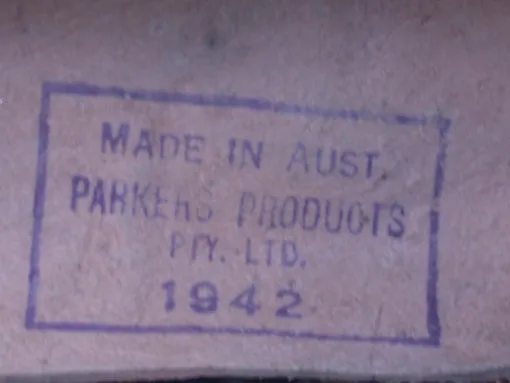 MADE IN AUST.
PARKERS PRODUCTS
PTY. LTD.
1942